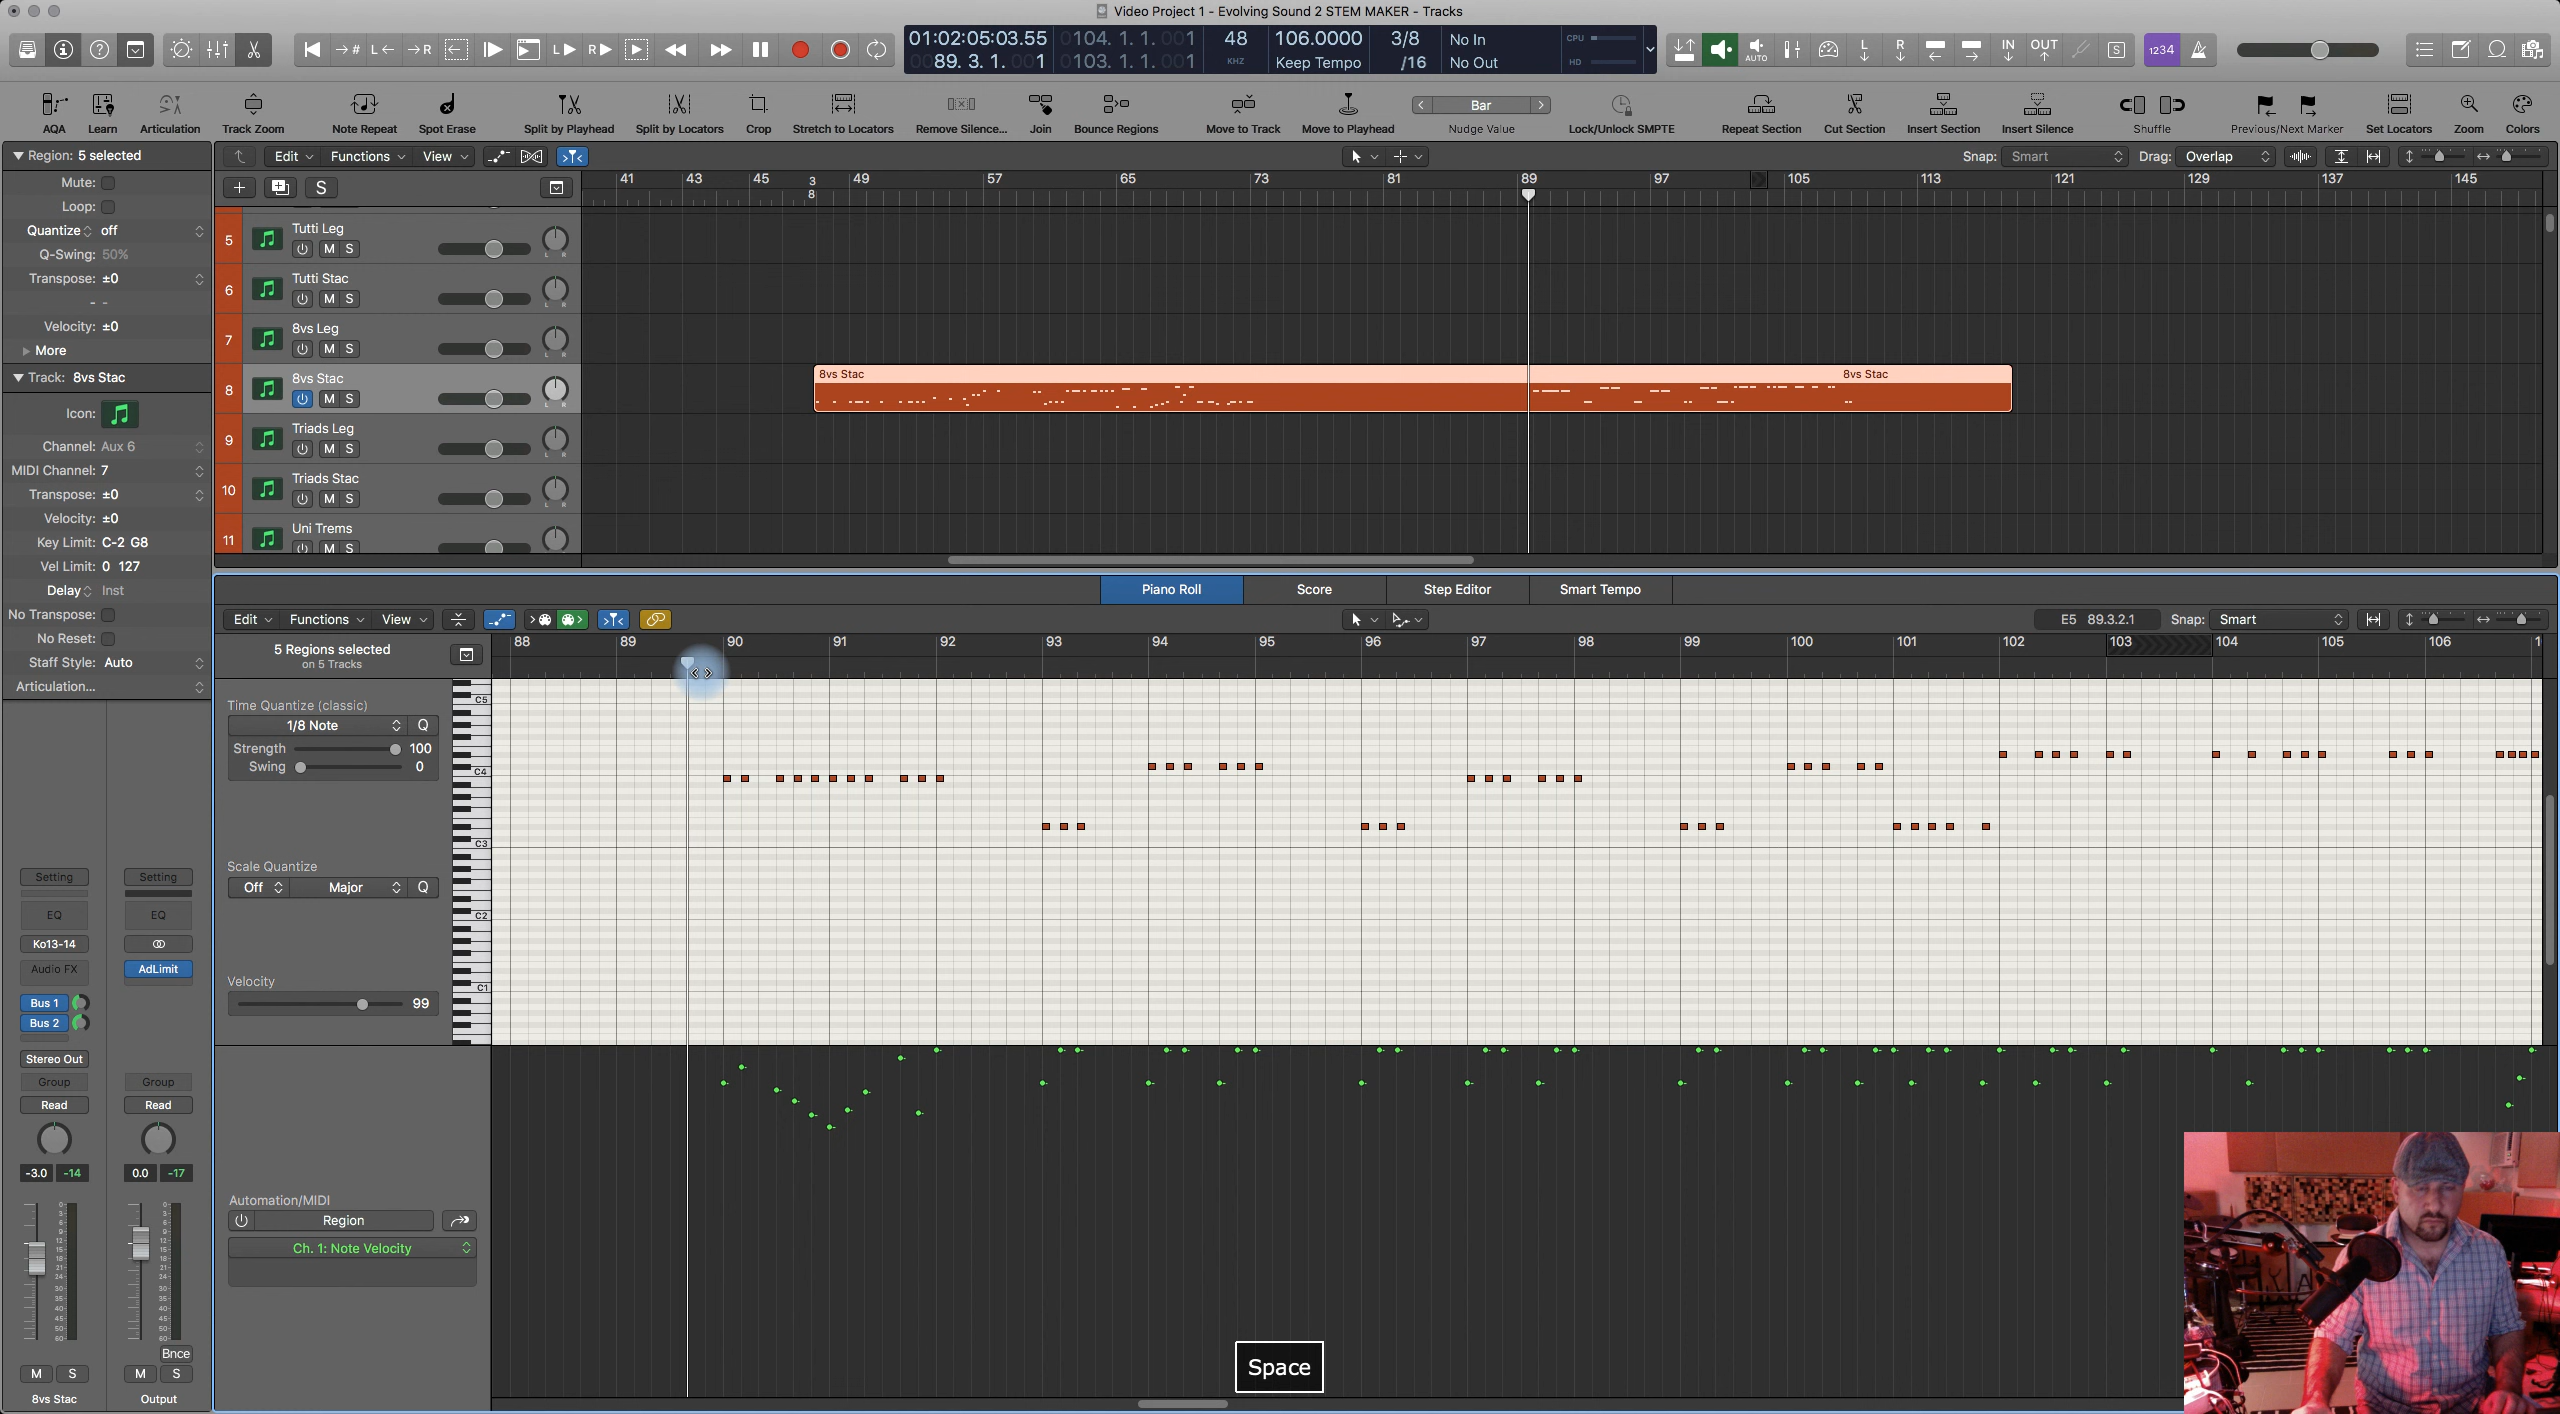 Video Project 1 - Evolving Sound 2 STEM MAKER - Tracks
01:02:05:03.55 0104. 1. 1. 001 48 106.0000 3/8 No In CPU
0089. 3. 1. 001 0103. 1. 1. 001 KHZ Keep Tempo /16 No Out HD
L R AUTO L R IN OUT S 1234
AQA Learn Articulation Track Zoom Note Repeat Spot Erase Split by Playhead Split by Locators Crop Stretch to Locators Remove Silence... Join Bounce Regions Move to Track Move to Playhead Nudge Value Lock/Unlock SMPTE Repeat Section Cut Section Insert Section Insert Silence Shuffle Previous/Next Marker Set Locators Zoom Colors
Bar
Region: 5 selected
Mute:
Loop:
Quantize off
Q-Swing: 50%
Transpose: ±0
- -
Velocity: ±0
More
Track: 8vs Stac
Icon:
Channel: Aux 6
MIDI Channel: 7
Transpose: ±0
Velocity: ±0
Key Limit: C-2 G8
Vel Limit: 0 127
Delay Inst
No Transpose:
No Reset:
Staff Style: Auto
Articulation...
Setting Setting
EQ EQ
Ko13-14
Audio FX AdLimit
Bus 1
Bus 2
Stereo Out
Group Group
Read Read
-3.0 -14 0.0 -17
Bnce
M S M S
8vs Stac Output
Edit Functions View Snap: Smart Drag: Overlap
S
41 43 45 3/8 49 57 65 73 81 89 97 105 113 121 129 137 145
5 Tutti Leg
M S
6 Tutti Stac
M S
7 8vs Leg
M S
8 8vs Stac
M S
9 Triads Leg
M S
10 Triads Stac
M S
11 Uni Trems
M S
8vs Stac 8vs Stac
Piano Roll Score Step Editor Smart Tempo
Edit Functions View E5 89.3.2.1 Snap: Smart
5 Regions selected
on 5 Tracks
88 89 90 91 92 93 94 95 96 97 98 99 100 101 102 103 104 105 106 1
Time Quantize (classic)
1/8 Note Q
Strength 100
Swing 0
Scale Quantize
Off Major Q
Velocity
99
C5
C4
C3
C2
C1
Automation/MIDI
Region
Ch. 1: Note Velocity
Space